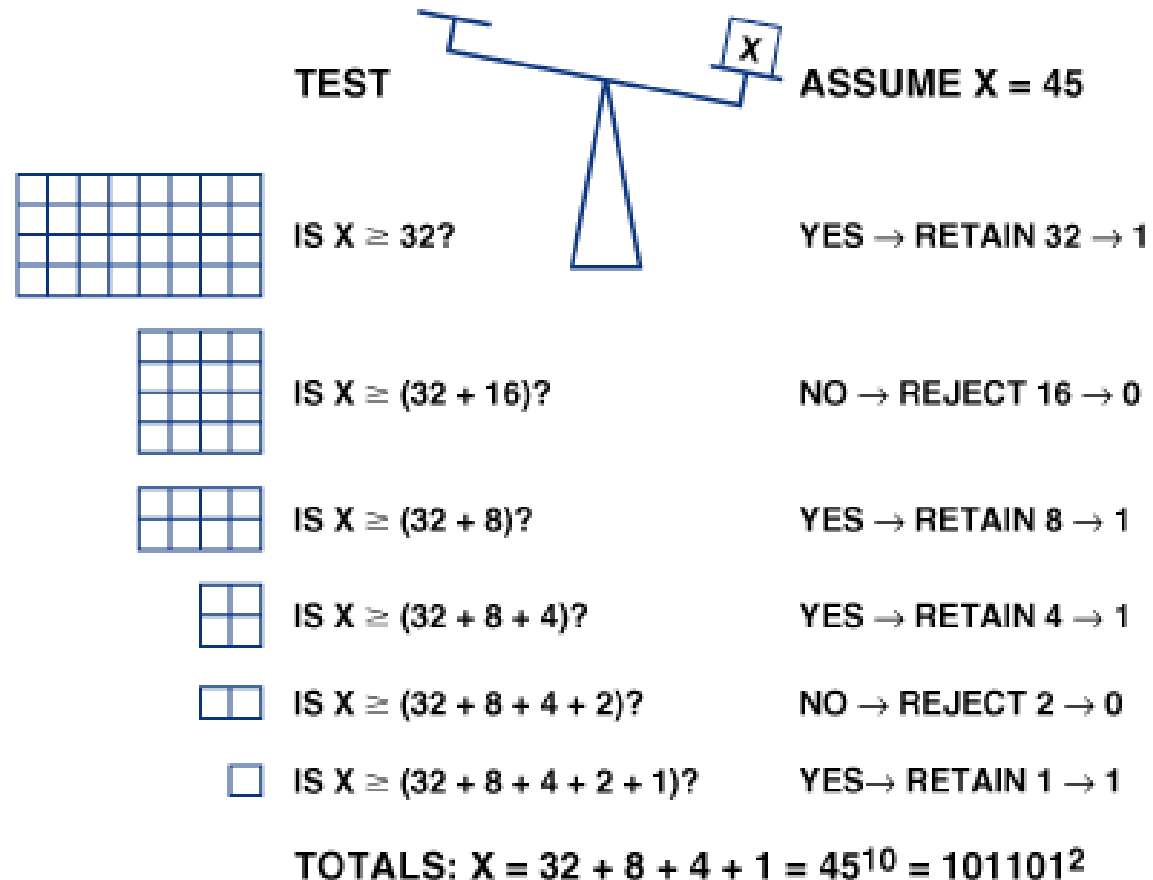 X
TEST ASSUME X = 45
IS X ≥ 32? YES → RETAIN 32 → 1
IS X ≥ (32 + 16)? NO → REJECT 16 → 0
IS X ≥ (32 + 8)? YES → RETAIN 8 → 1
IS X ≥ (32 + 8 + 4)? YES → RETAIN 4 → 1
IS X ≥ (32 + 8 + 4 + 2)? NO → REJECT 2 → 0
IS X ≥ (32 + 8 + 4 + 2 + 1)? YES→ RETAIN 1 → 1
TOTALS: X = 32 + 8 + 4 + 1 = 45¹⁰ = 101101²